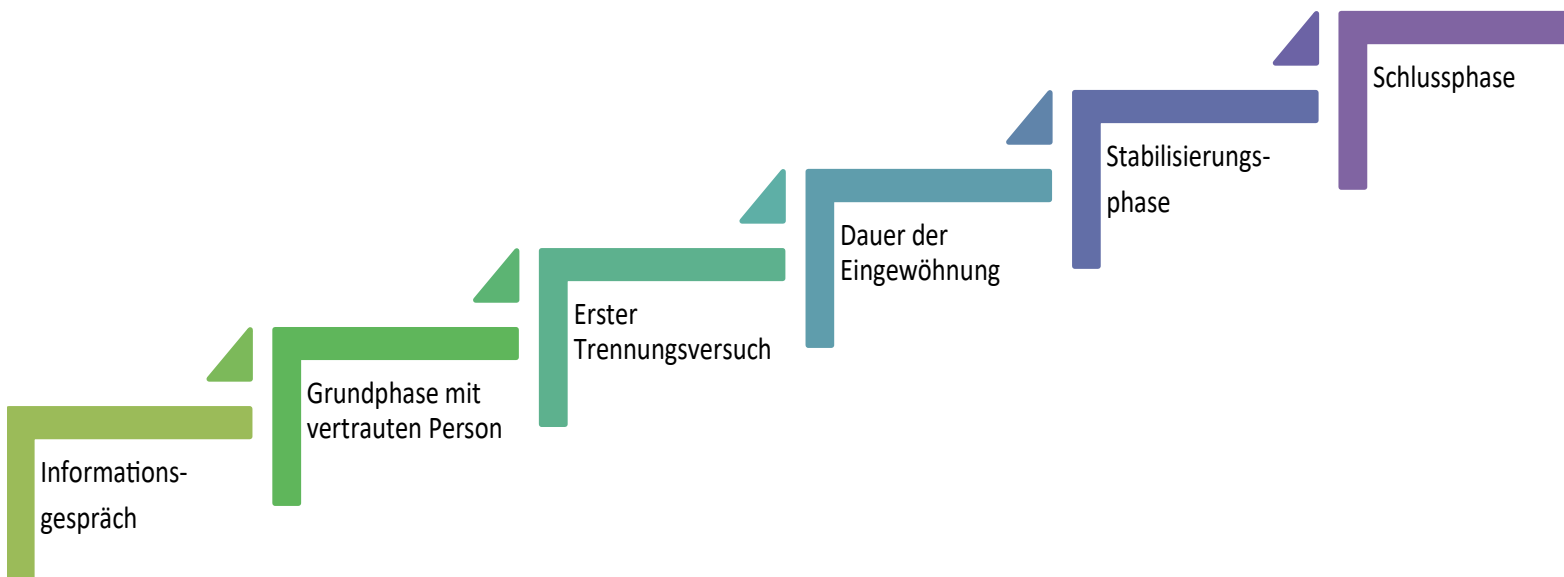 Informations-
gespräch
Grundphase mit
vertrauten Person
Erster
Trennungsversuch
Dauer der
Eingewöhnung
Stabilisierungs-
phase
Schlussphase